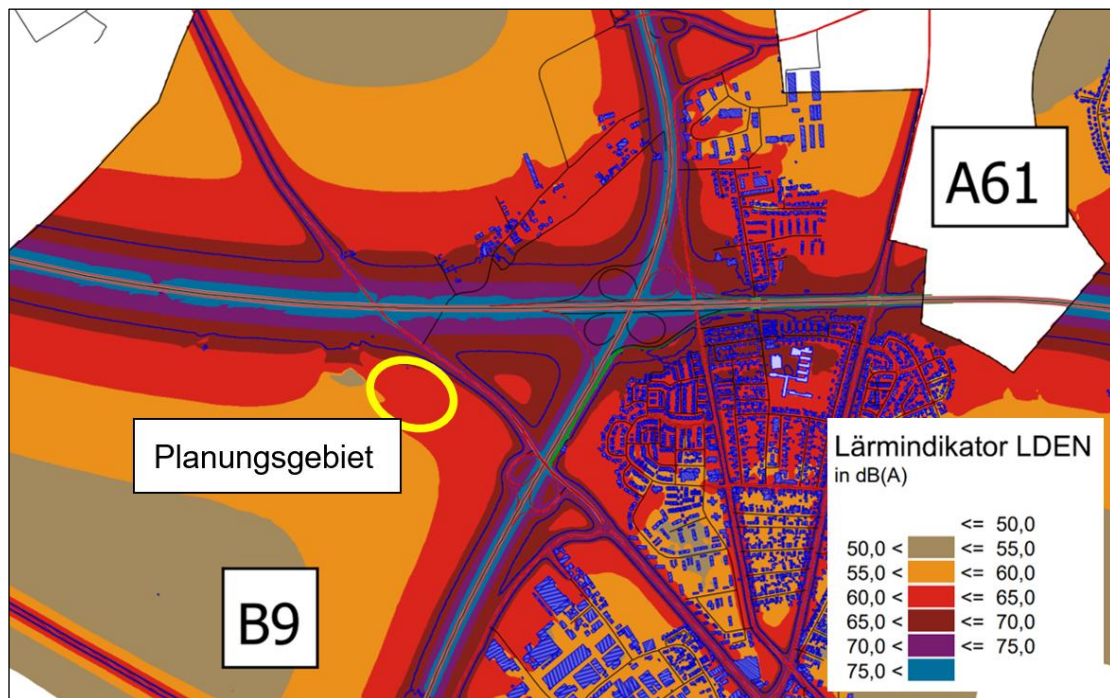 A61
Planungsgebiet
B9
Lärmindikator LDEN
in dB(A)
<= 50,0
50,0 < <= 55,0
55,0 < <= 60,0
60,0 < <= 65,0
65,0 < <= 70,0
70,0 < <= 75,0
75,0 <